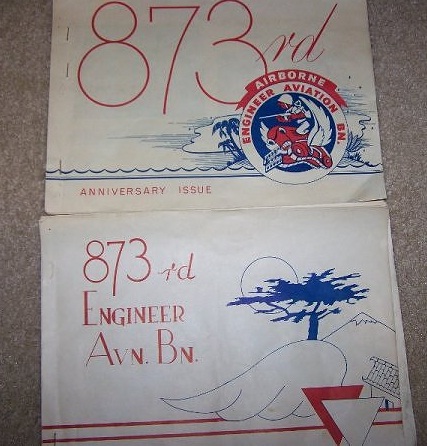 873rd
AIRBORNE
ENGINEER AVIATION BN.
ANNIVERSARY ISSUE
873rd
ENGINEER
AVN. BN.